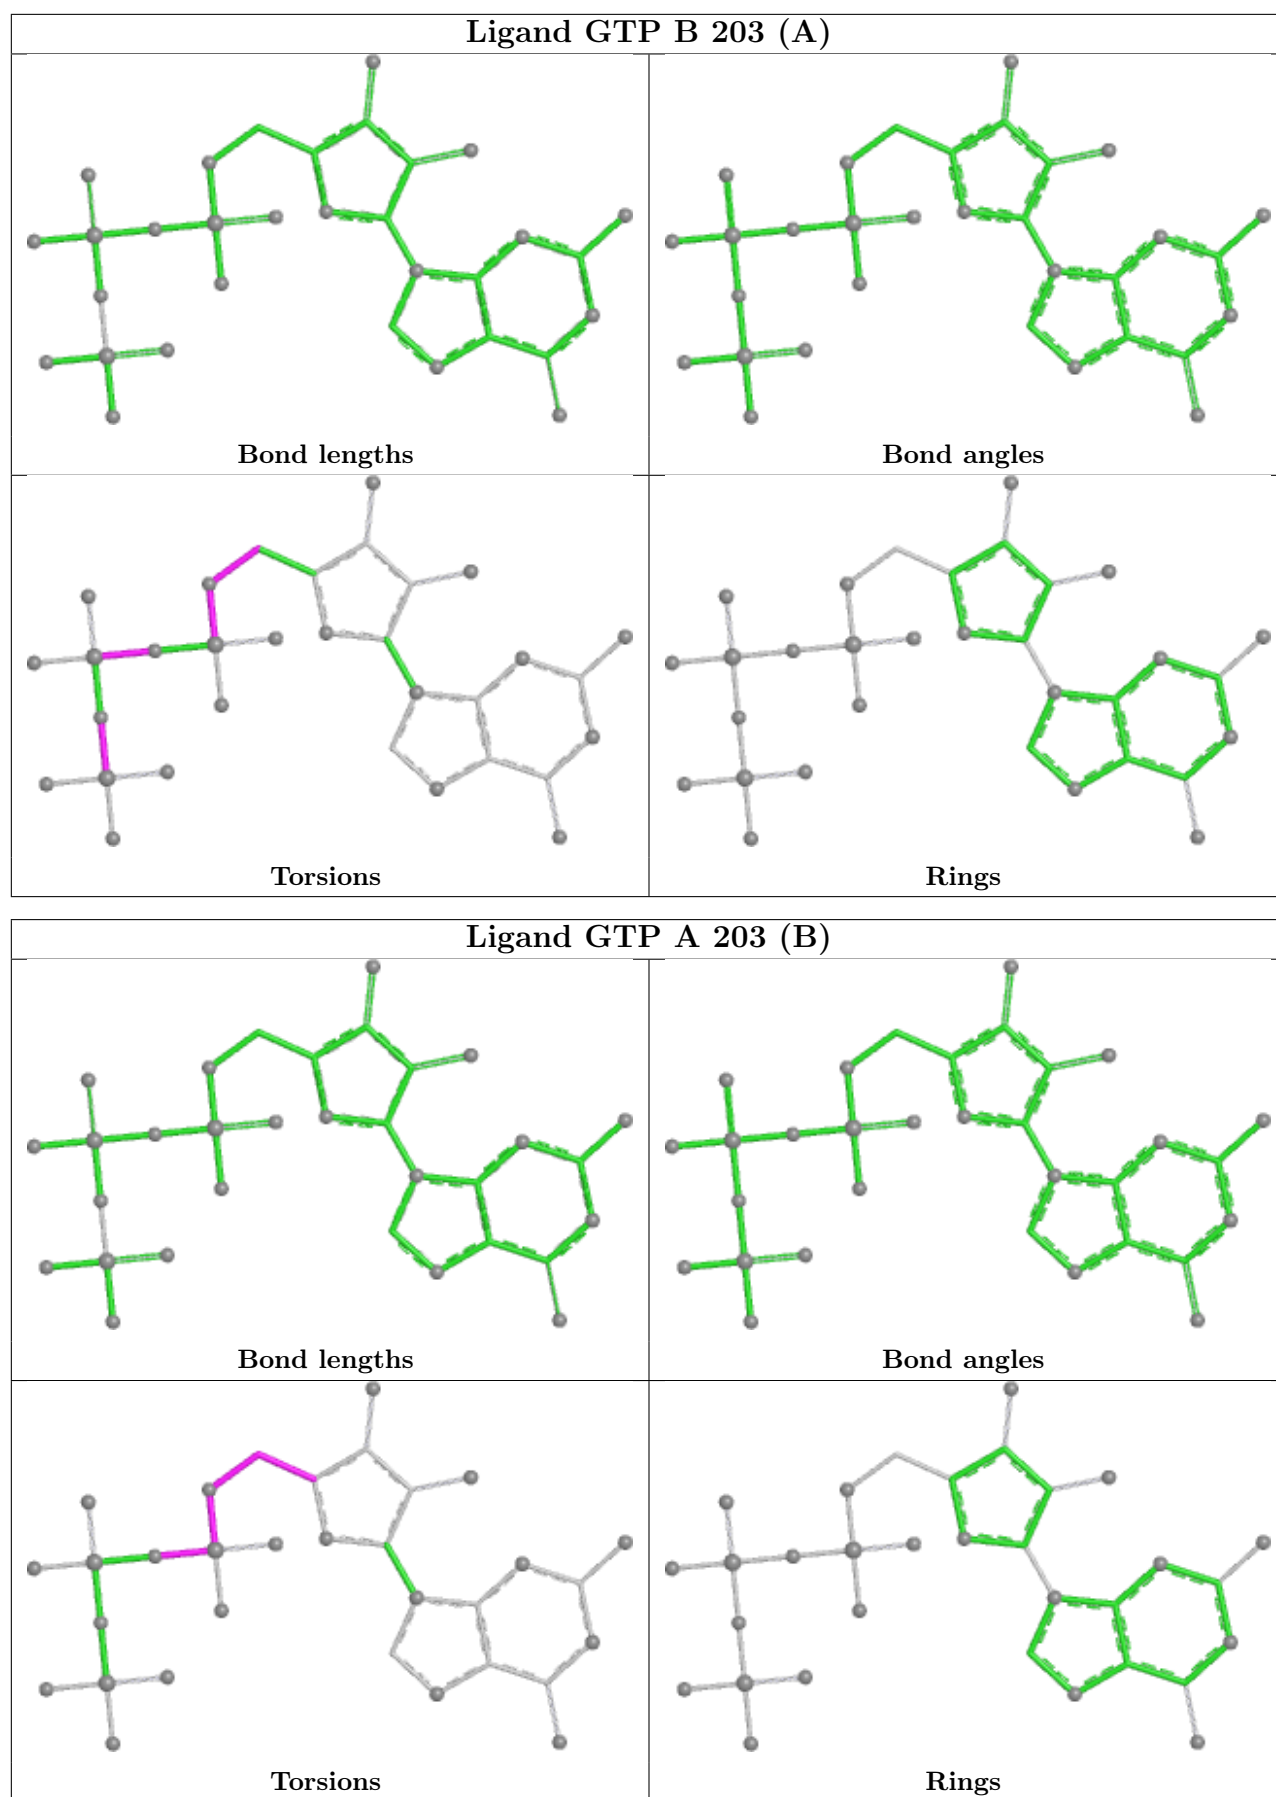 Ligand GTP B 203 (A)
Bond lengths
Bond angles
Torsions
Rings
Ligand GTP A 203 (B)
Bond lengths
Bond angles
Torsions
Rings